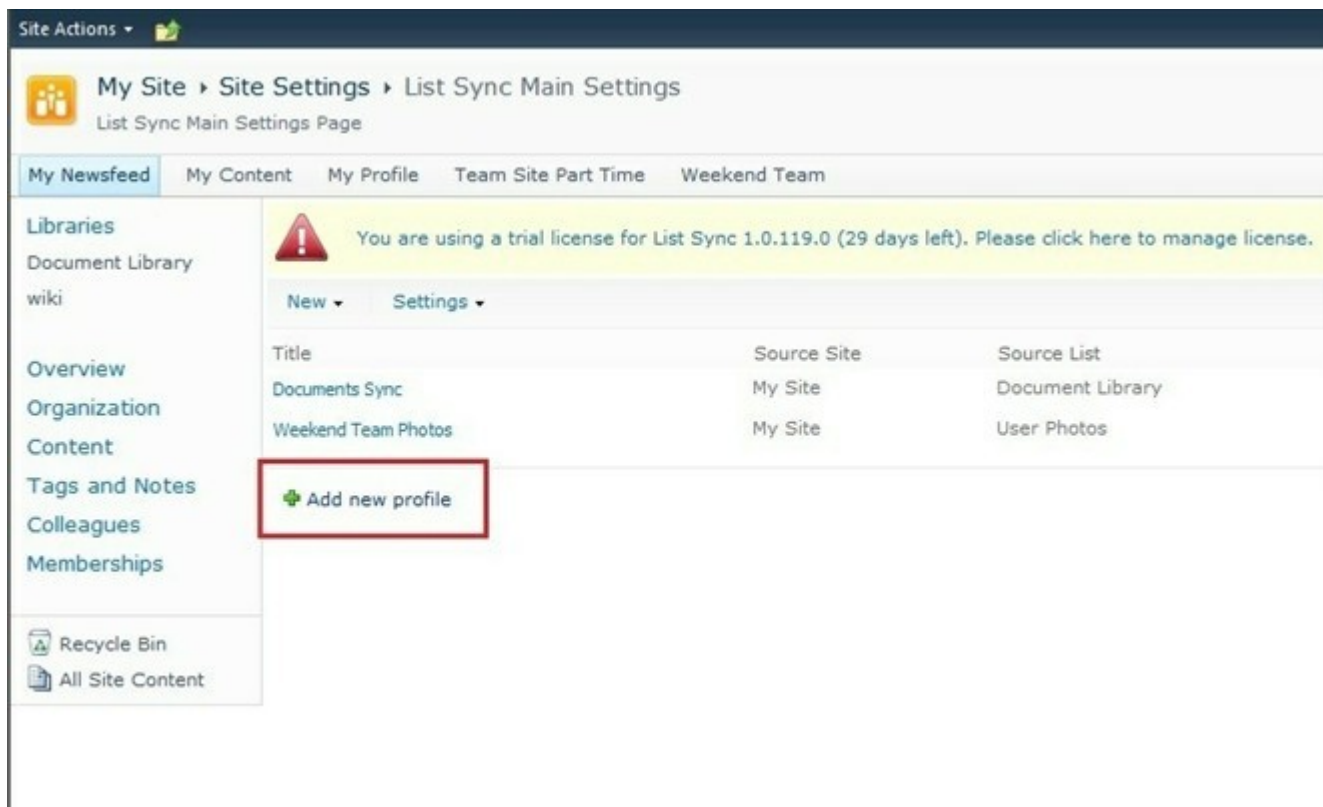 Site Actions
My Site ▸ Site Settings ▸ List Sync Main Settings
List Sync Main Settings Page
My Newsfeed My Content My Profile Team Site Part Time Weekend Team
Libraries
Document Library
wiki
Overview
Organization
Content
Tags and Notes
Colleagues
Memberships
Recycle Bin
All Site Content
You are using a trial license for List Sync 1.0.119.0 (29 days left). Please click here to manage license.
New Settings
Title Source Site Source List
Documents Sync My Site Document Library
Weekend Team Photos My Site User Photos
Add new profile